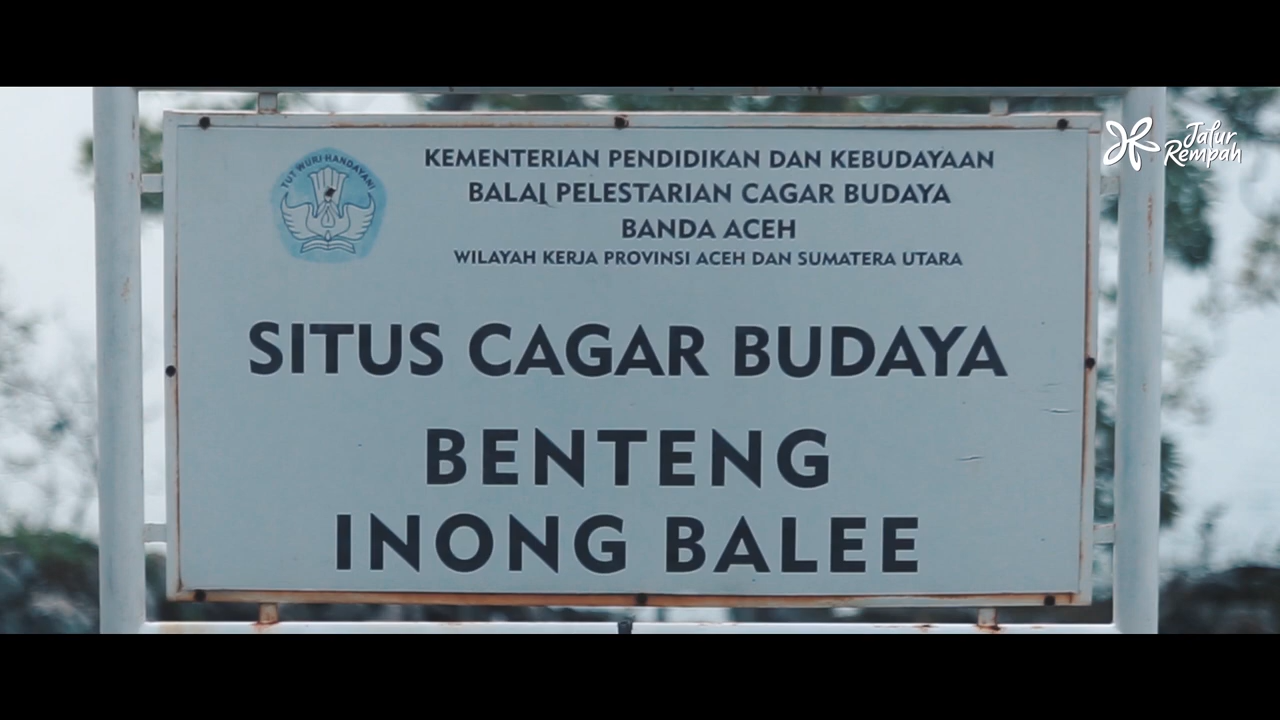 Jalur
Rempah
TUT WURI HANDAYANI
KEMENTERIAN PENDIDIKAN DAN KEBUDAYAAN
BALAI PELESTARIAN CAGAR BUDAYA
BANDA ACEH
WILAYAH KERJA PROVINSI ACEH DAN SUMATERA UTARA
SITUS CAGAR BUDAYA
BENTENG
INONG BALEE